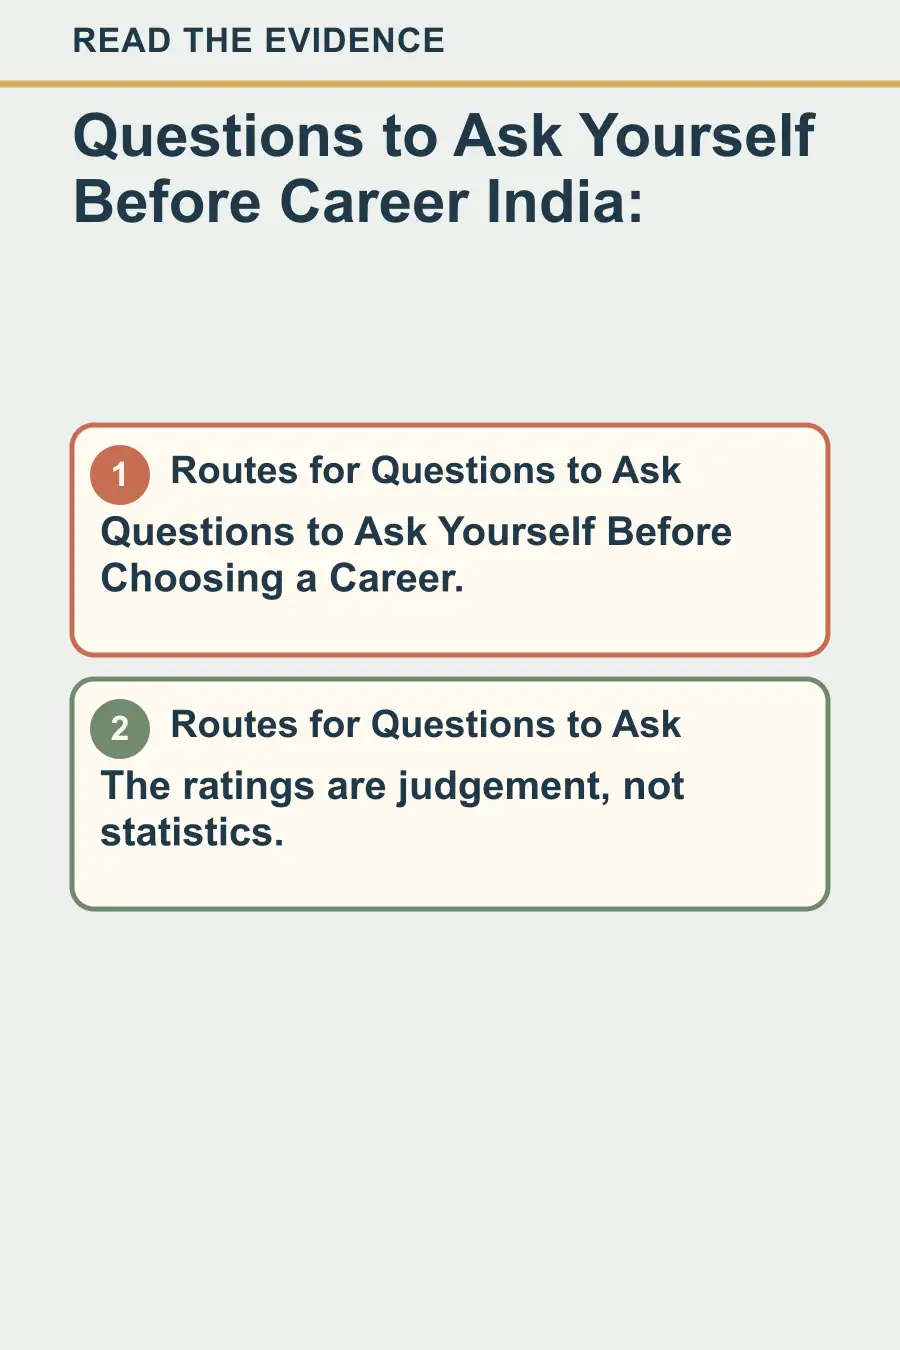 READ THE EVIDENCE
Questions to Ask Yourself
Before Career India:
1 Routes for Questions to Ask
Questions to Ask Yourself Before
Choosing a Career.
2 Routes for Questions to Ask
The ratings are judgement, not
statistics.